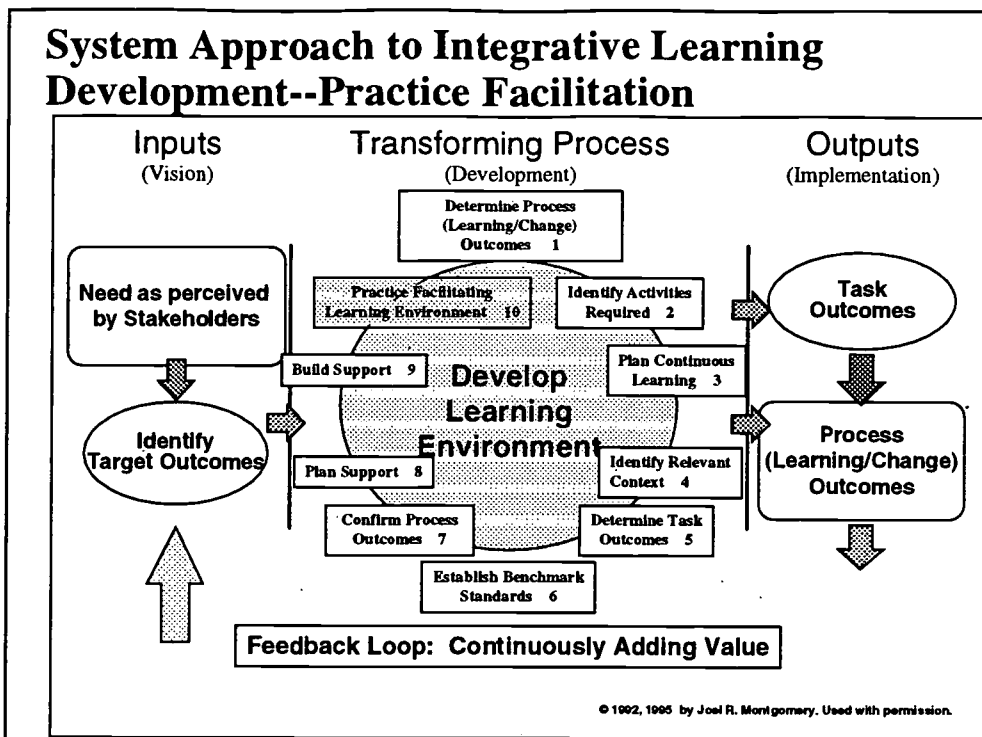 System Approach to Integrative Learning
Development--Practice Facilitation
Inputs
(Vision)
Transforming Process
(Development)
Outputs
(Implementation)
Need as perceived
by Stakeholders
Identify
Target Outcomes
Determine Process
(Learning/Change)
Outcomes 1
Identify Activities
Required 2
Plan Continuous
Learning 3
Identify Relevant
Context 4
Determine Task
Outcomes 5
Establish Benchmark
Standards 6
Confirm Process
Outcomes 7
Plan Support 8
Build Support 9
Practice Facilitating
Learning Environment 10
Develop
Learning
Environment
Task
Outcomes
Process
(Learning/Change)
Outcomes
Feedback Loop: Continuously Adding Value
© 1992, 1995 by Joel R. Montgomery. Used with permission.